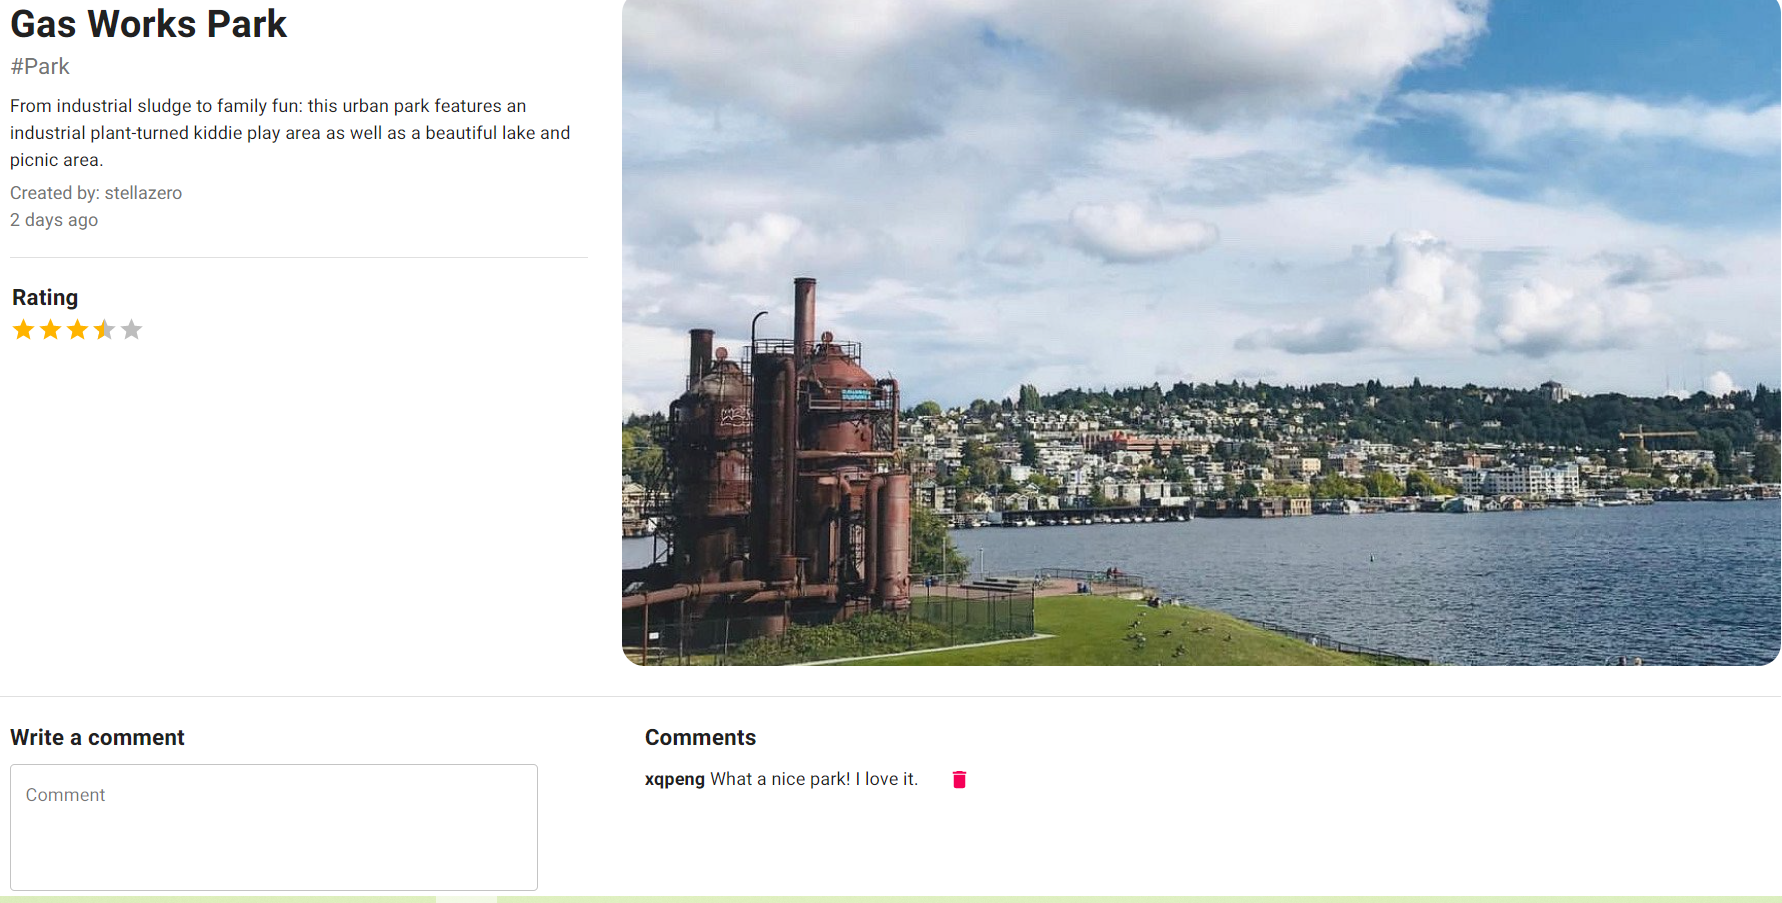 Gas Works Park
#Park
From industrial sludge to family fun: this urban park features an
industrial plant-turned kiddie play area as well as a beautiful lake and
picnic area.
Created by: stellazero
2 days ago
Rating
Write a comment
Comment
Comments
xqpeng What a nice park! I love it.